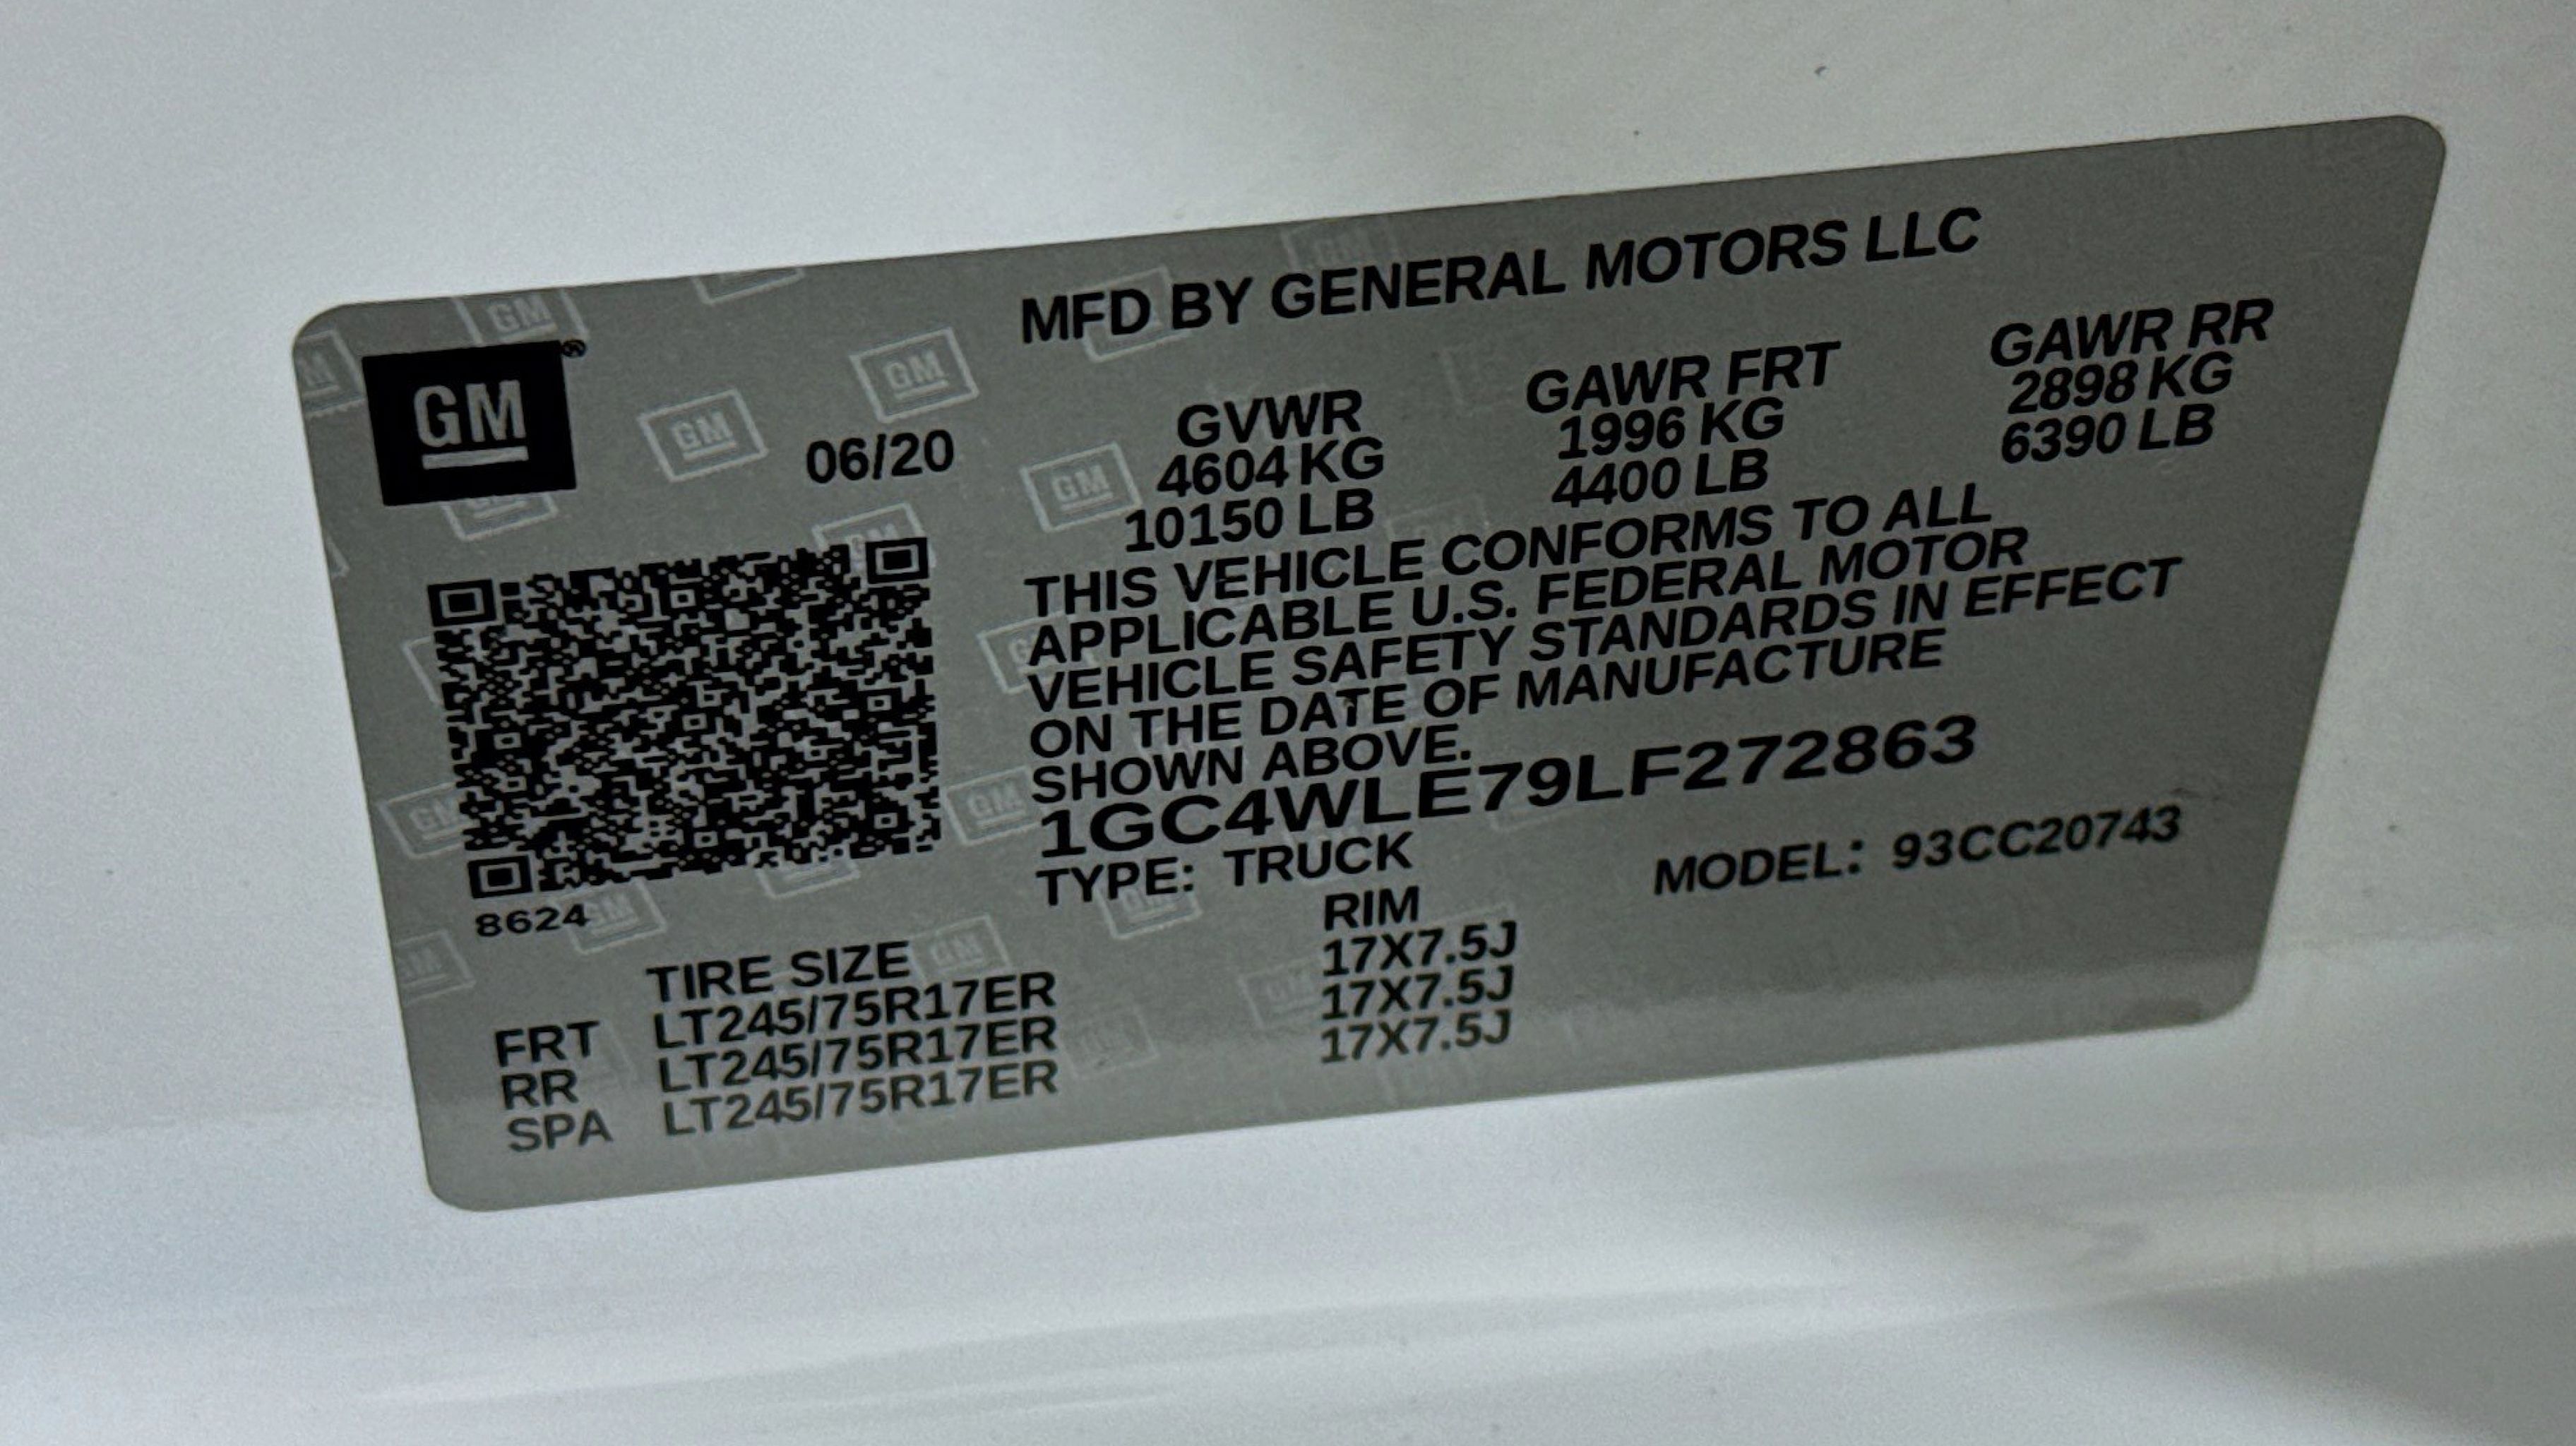 MFD BY GENERAL MOTORS LLC
GM®
06/20
GVWR GAWR FRT GAWR RR
4604 KG 1996 KG 2898 KG
10150 LB 4400 LB 6390 LB
THIS VEHICLE CONFORMS TO ALL
APPLICABLE U.S. FEDERAL MOTOR
VEHICLE SAFETY STANDARDS IN EFFECT
ON THE DATE OF MANUFACTURE
SHOWN ABOVE.
1GC4WLE79LF272863
TYPE: TRUCK MODEL: 93CC20743
8624
TIRE SIZE RIM
FRT LT245/75R17ER 17X7.5J
RR LT245/75R17ER 17X7.5J
SPA LT245/75R17ER 17X7.5J